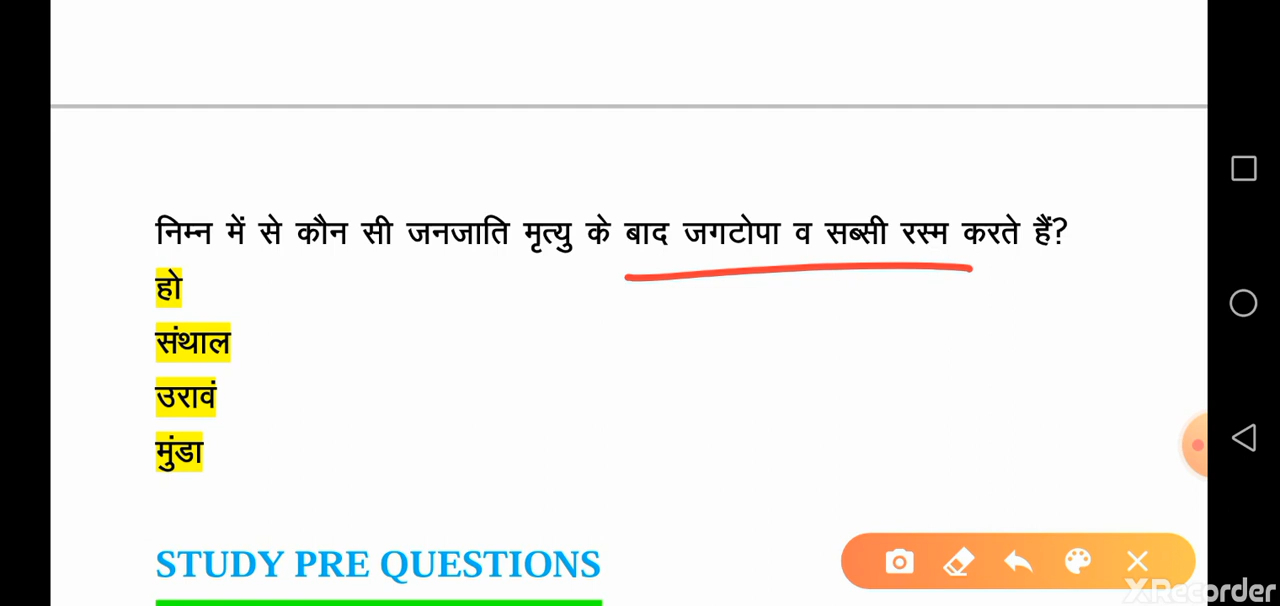 निम्न में से कौन सी जनजाति मृत्यु के बाद जगटोपा व सब्सी रस्म करते हैं?
हो
संथाल
उरावं
मुंडा
STUDY PRE QUESTIONS
XRecorder